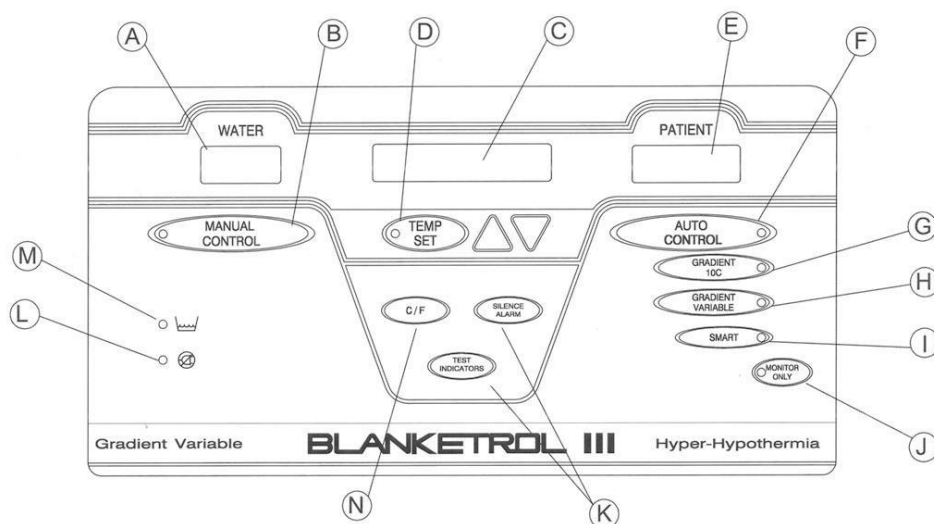 A
B
D
C
E
F
WATER
PATIENT
MANUAL
CONTROL
TEMP
SET
AUTO
CONTROL
G
GRADIENT
10C
M
H
GRADIENT
VARIABLE
C / F
SILENCE
ALARM
L
I
SMART
TEST
INDICATORS
MONITOR
ONLY
J
Gradient Variable
BLANKETROL III
Hyper-Hypothermia
N
K